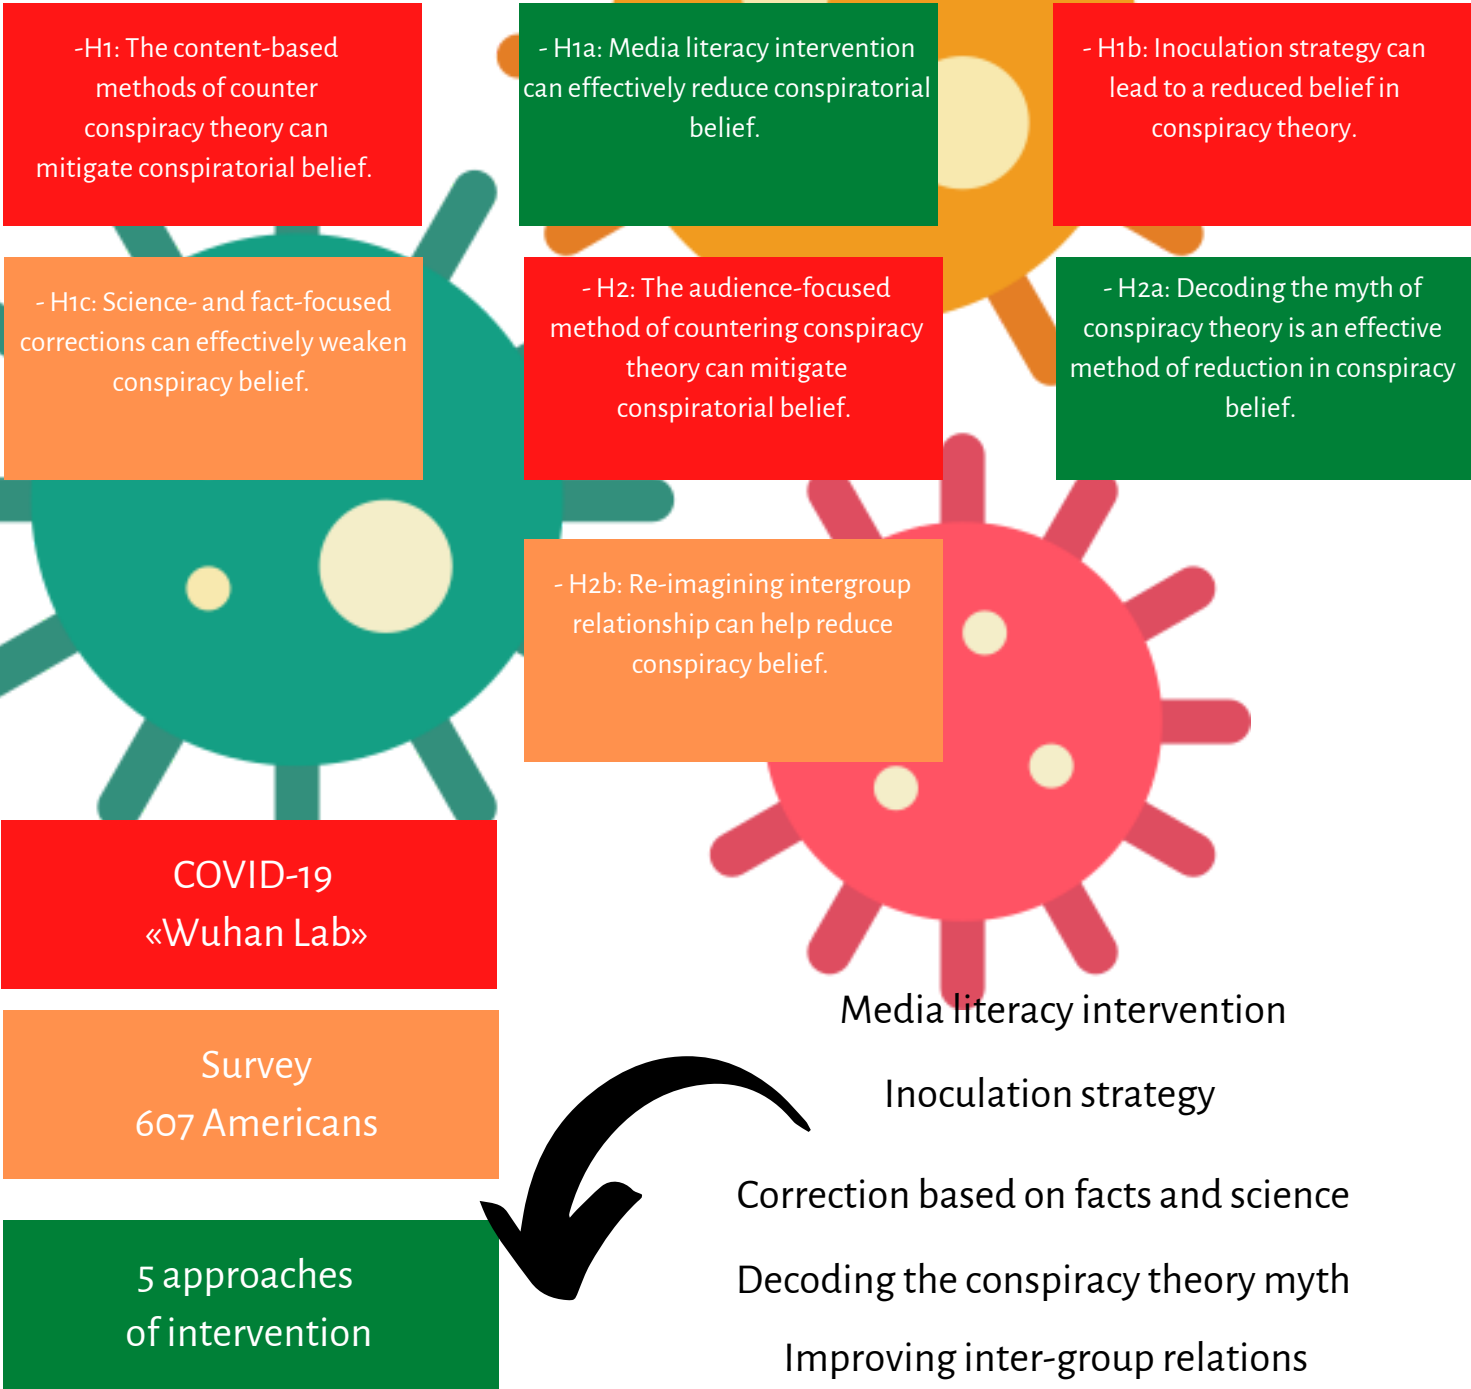 -H1: The content-based
methods of counter
conspiracy theory can
mitigate conspiratorial belief.
- H1a: Media literacy intervention
can effectively reduce conspiratorial
belief.
- H1b: Inoculation strategy can
lead to a reduced belief in
conspiracy theory.
- H1c: Science- and fact-focused
corrections can effectively weaken
conspiracy belief.
- H2: The audience-focused
method of countering conspiracy
theory can mitigate
conspiratorial belief.
- H2a: Decoding the myth of
conspiracy theory is an effective
method of reduction in conspiracy
belief.
- H2b: Re-imagining intergroup
relationship can help reduce
conspiracy belief.
COVID-19
«Wuhan Lab»
Survey
607 Americans
5 approaches
of intervention
Media literacy intervention
Inoculation strategy
Correction based on facts and science
Decoding the conspiracy theory myth
Improving inter-group relations